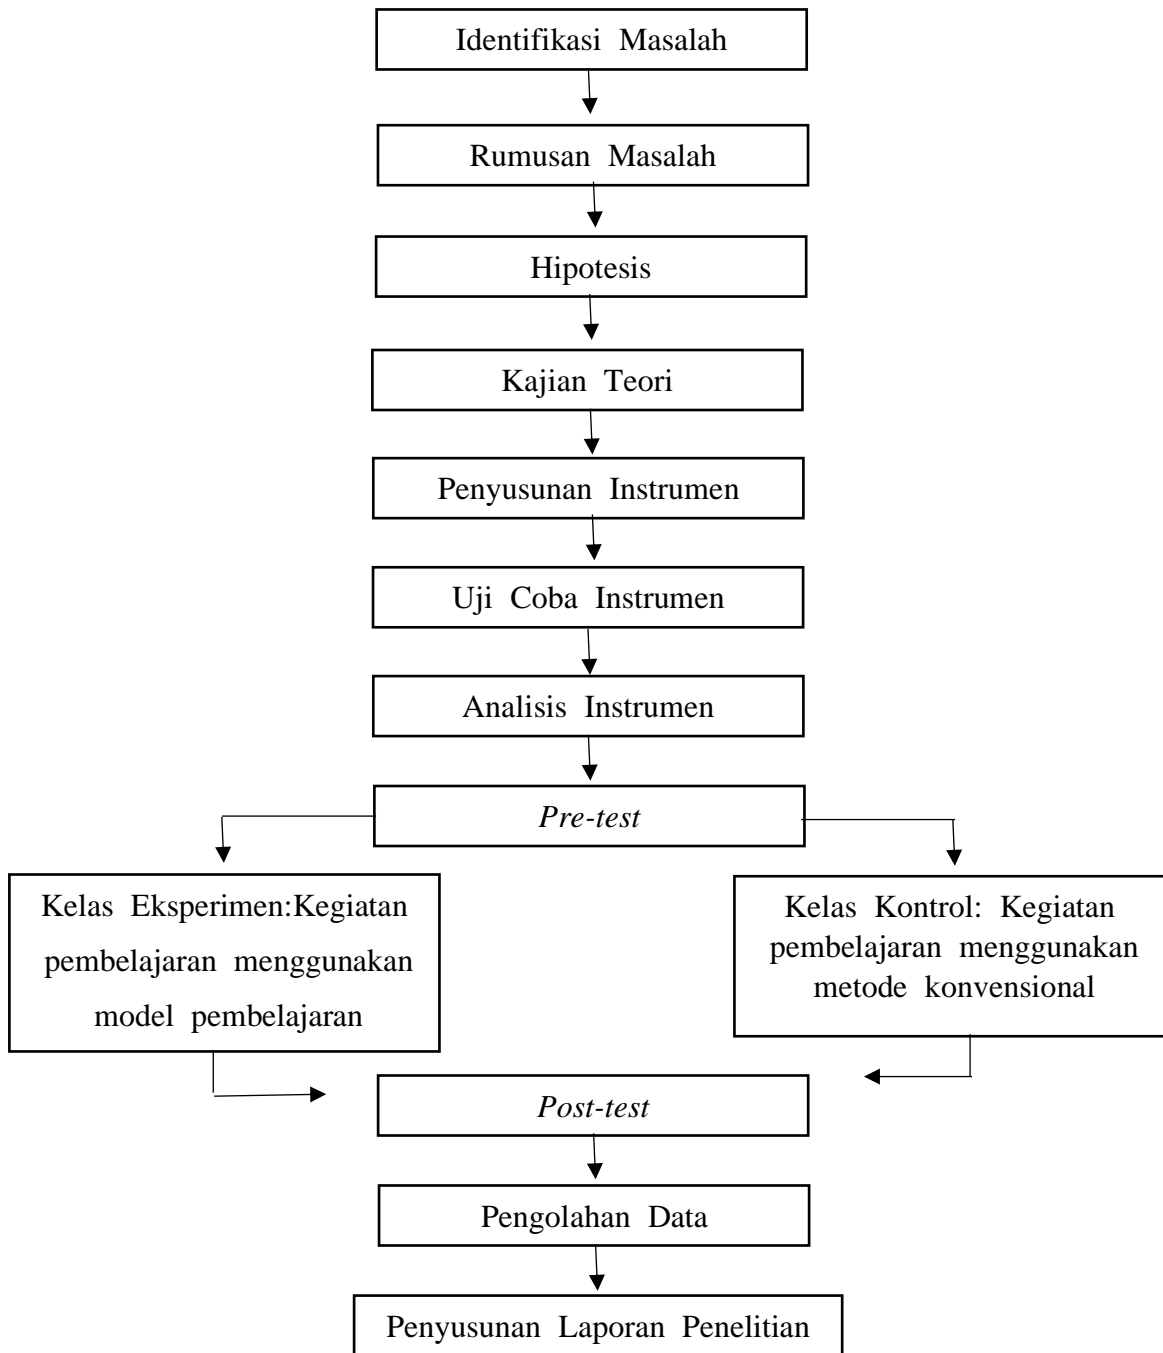 Identifikasi Masalah
Rumusan Masalah
Hipotesis
Kajian Teori
Penyusunan Instrumen
Uji Coba Instrumen
Analisis Instrumen
Pre-test
Kelas Eksperimen:Kegiatan
pembelajaran menggunakan
model pembelajaran
Kelas Kontrol: Kegiatan
pembelajaran menggunakan
metode konvensional
Post-test
Pengolahan Data
Penyusunan Laporan Penelitian